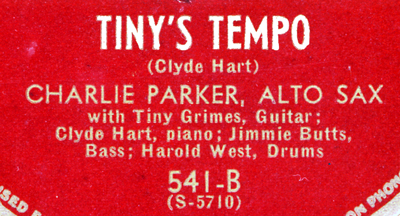 TINY'S TEMPO
(Clyde Hart)
CHARLIE PARKER, ALTO SAX
with Tiny Grimes, Guitar;
Clyde Hart, piano; Jimmie Butts,
Bass; Harold West, Drums
541-B
(S-5710)